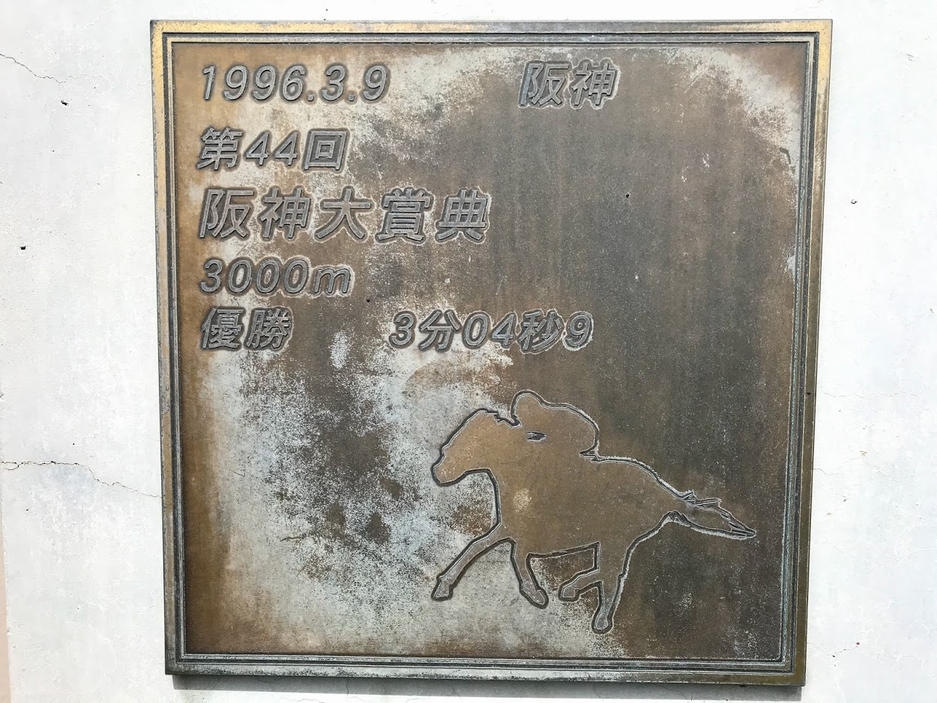 1996.3.9 阪神
第44回
阪神大賞典
3000m
優勝 3分04秒9